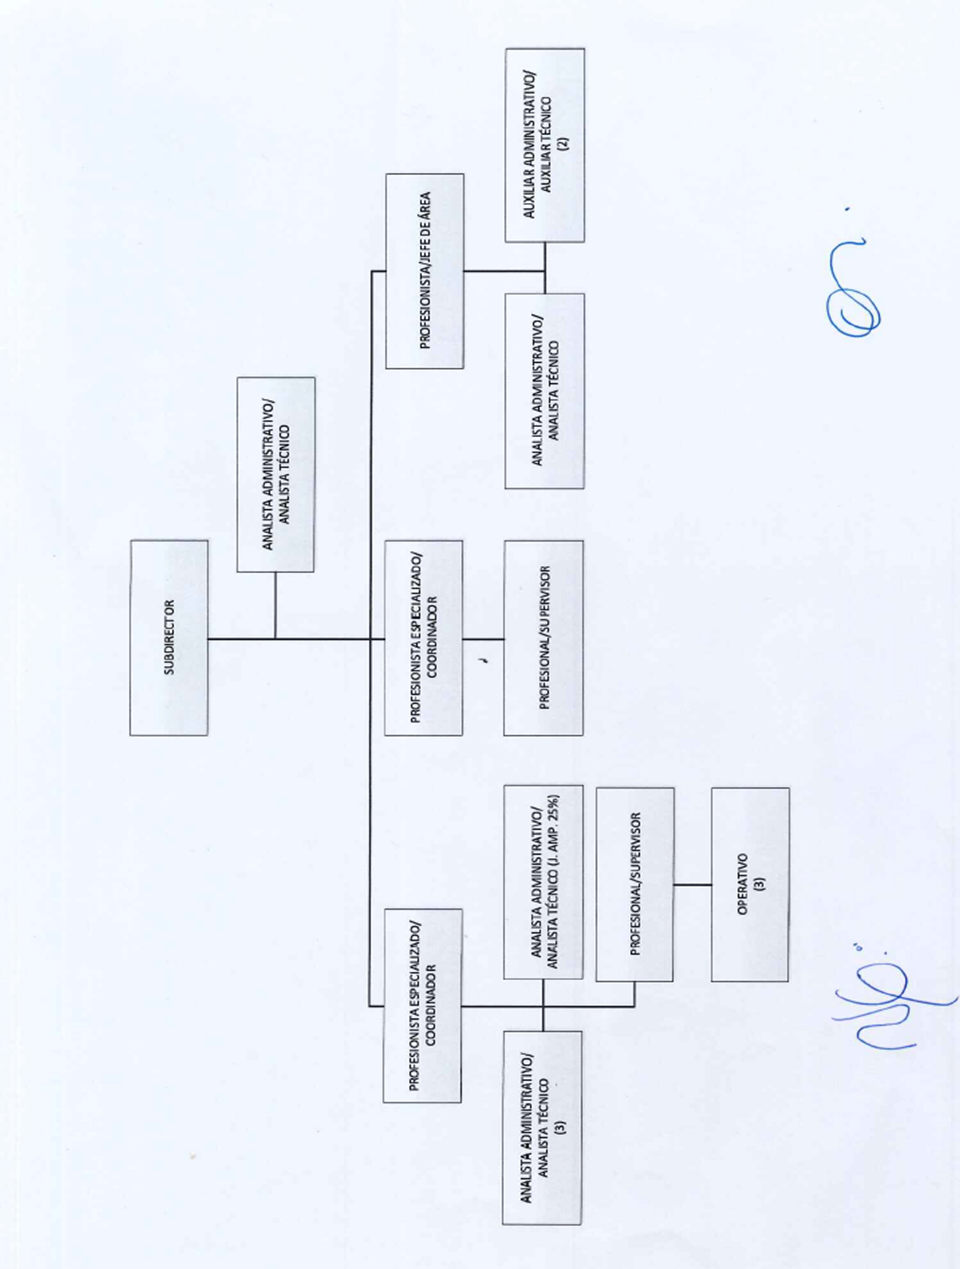 SUBDIRECTOR
ANALISTA ADMINISTRATIVO/
ANALISTA TÉCNICO
PROFESIONISTA ESPECIALIZADO/
COORDINADOR
PROFESIONISTA ESPECIALIZADO/
COORDINADOR
PROFESIONISTA/JEFE DE ÁREA
ANALISTA ADMINISTRATIVO/
ANALISTA TÉCNICO
(3)
ANALISTA ADMINISTRATIVO/
ANALISTA TÉCNICO (J. AMP. 25%)
PROFESIONAL/SUPERVISOR
ANALISTA ADMINISTRATIVO/
ANALISTA TÉCNICO
AUXILIAR ADMINISTRATIVO/
AUXILIAR TÉCNICO
(2)
PROFESIONAL/SUPERVISOR
OPERATIVO
(3)